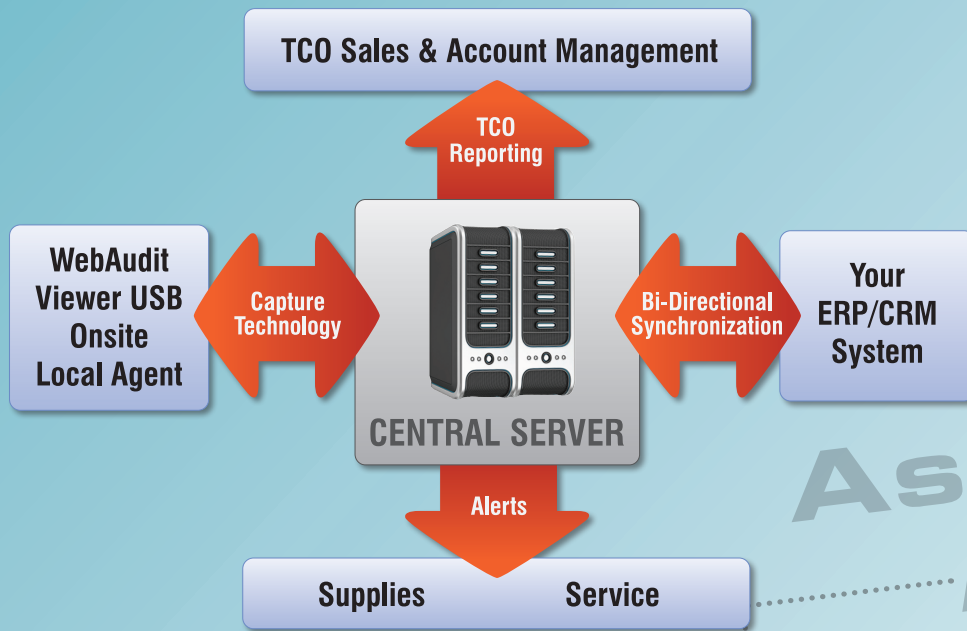 TCO Sales & Account Management
TCO
Reporting
WebAudit
Viewer USB
Onsite
Local Agent
Capture
Technology
CENTRAL SERVER
Bi-Directional
Synchronization
Your
ERP/CRM
System
Alerts
Supplies Service
As